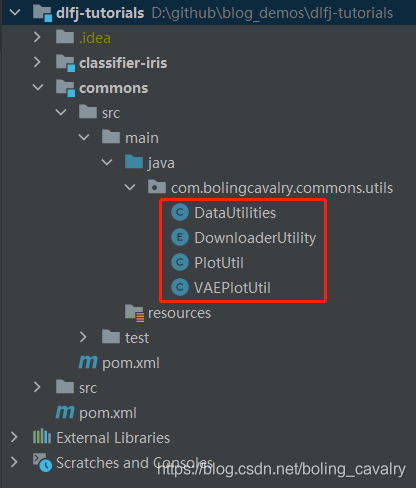 dlfj-tutorials D:\github\blog_demos\dlfj-tutorials
.idea
classifier-iris
commons
src
main
java
com.bolingcavalry.commons.utils
C DataUtilities
E DownloaderUtility
C PlotUtil
C VAEPlotUtil
resources
test
m pom.xml
src
m pom.xml
External Libraries
Scratches and Consoles
https://blog.csdn.net/boling_cavalry